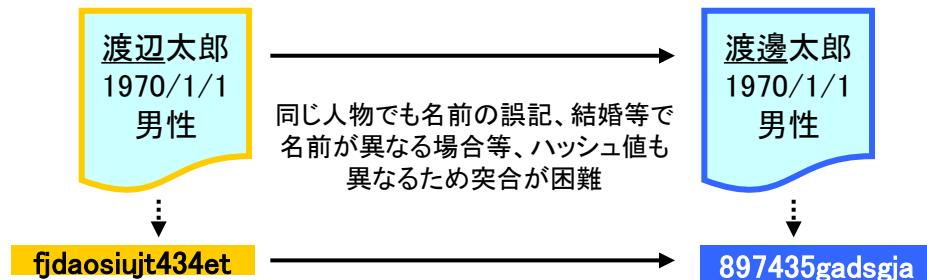 渡辺太郎
1970/1/1
男性
渡邊太郎
1970/1/1
男性
同じ人物でも名前の誤記、結婚等で
名前が異なる場合等、ハッシュ値も
異なるため突合が困難
fjdaosiujt434et
897435gadsgja